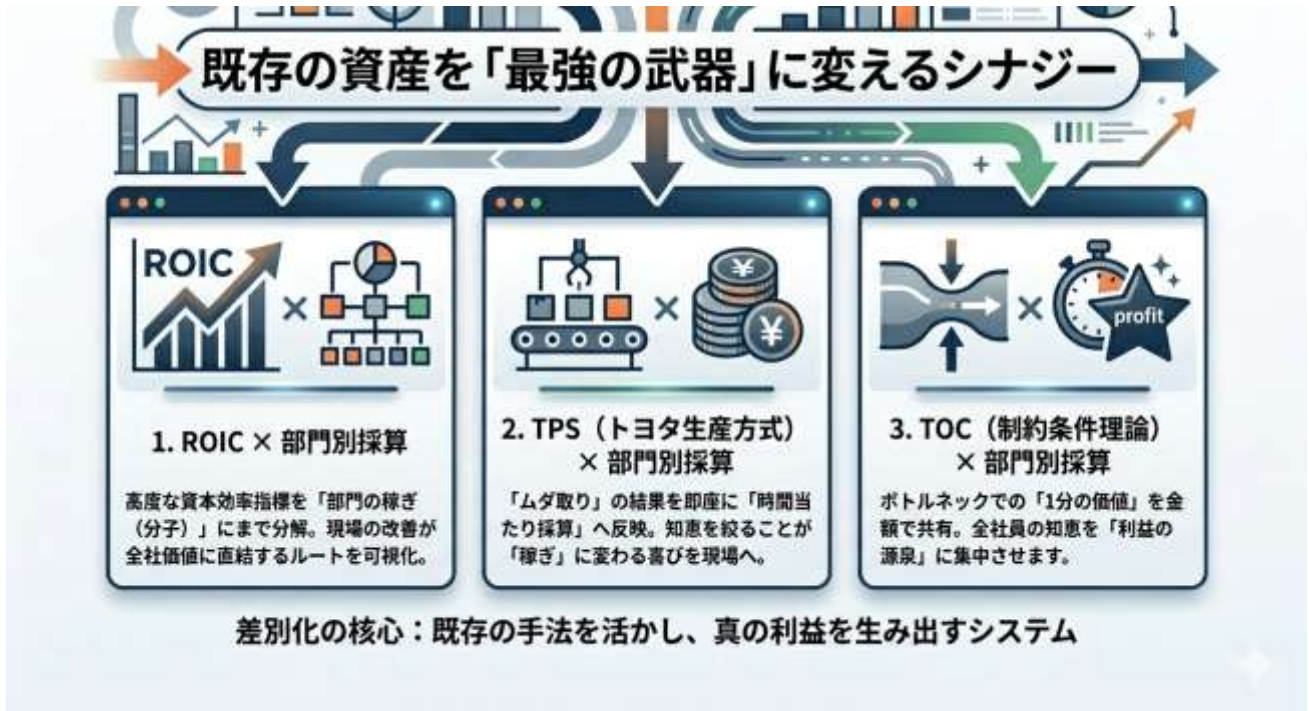 既存の資産を「最強の武器」に変えるシナジー
ROIC
1. ROIC × 部門別採算
高度な資本効率指標を「部門の稼ぎ
（分子）」にまで分解。現場の改善が
全社価値に直結するルートを可視化。
¥
¥
2. TPS（トヨタ生産方式）
× 部門別採算
「ムダ取り」の結果を即座に「時間当
たり採算」へ反映。知恵を絞ることが
「稼ぎ」に変わる喜びを現場へ。
profit
3. TOC（制約条件理論）
× 部門別採算
ボトルネックでの「1分の価値」を金
額で共有。全社員の知恵を「利益の
源泉」に集中させます。
差別化の核心：既存の手法を活かし、真の利益を生み出すシステム